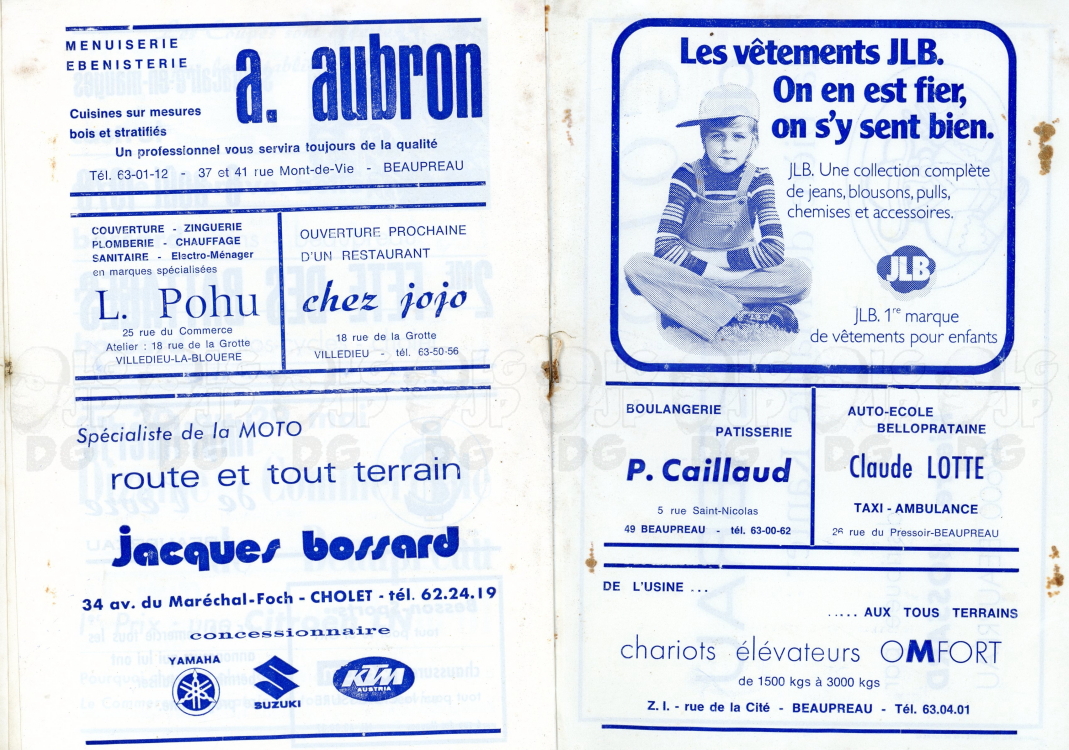 MENUISERIE
EBENISTERIE
a. aubron
Cuisines sur mesures
bois et stratifiés
Un professionnel vous servira toujours de la qualité
Tél. 63-01-12 - 37 et 41 rue Mont-de-Vie - BEAUPREAU
COUVERTURE - ZINGUERIE
PLOMBERIE - CHAUFFAGE
SANITAIRE - Electro-Ménager
en marques spécialisées
L. Pohu
25 rue du Commerce
Atelier : 18 rue de la Grotte
VILLEDIEU-LA-BLOUERE
OUVERTURE PROCHAINE
D'UN RESTAURANT
chez jojo
18 rue de la Grotte
VILLEDIEU - tél. 63-50-56
Spécialiste de la MOTO
route et tout terrain
jacques bossard
34 av. du Maréchal-Foch - CHOLET - tél. 62.24.19
concessionnaire
YAMAHA
SUZUKI
KTM
AUSTRIA
Les vêtements JLB.
On en est fier,
on s'y sent bien.
JLB. Une collection complète
de jeans, blousons, pulls,
chemises et accessoires.
JLB
JLB. 1re marque
de vêtements pour enfants
BOULANGERIE
PATISSERIE
P. Caillaud
5 rue Saint-Nicolas
49 BEAUPREAU - tél. 63-00-62
AUTO-ECOLE
BELLOPRATAINE
Claude LOTTE
TAXI - AMBULANCE
26 rue du Pressoir-BEAUPREAU
DE L'USINE ...
..... AUX TOUS TERRAINS
chariots élévateurs OMFORT
de 1500 kgs à 3000 kgs
Z. I. - rue de la Cité - BEAUPREAU - Tél. 63.04.01